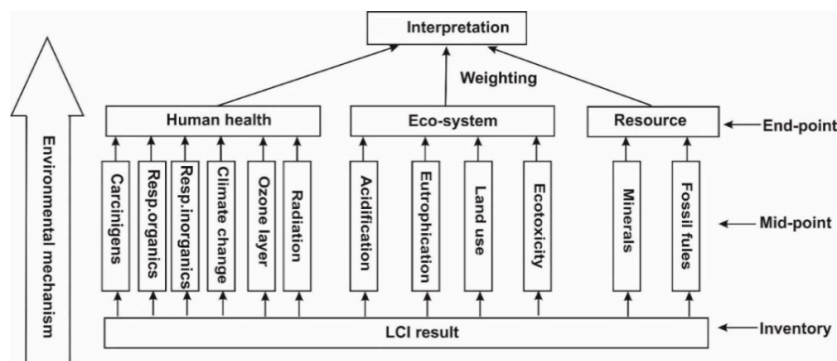 Interpretation
Weighting
Human health
Eco-system
Resource
End-point
Environmental mechanism
Carcinigens
Resp.organics
Resp.inorganics
Climate change
Ozone layer
Radiation
Acidification
Eutrophication
Land use
Ecotoxicity
Minerals
Fossil fules
Mid-point
LCI result
Inventory